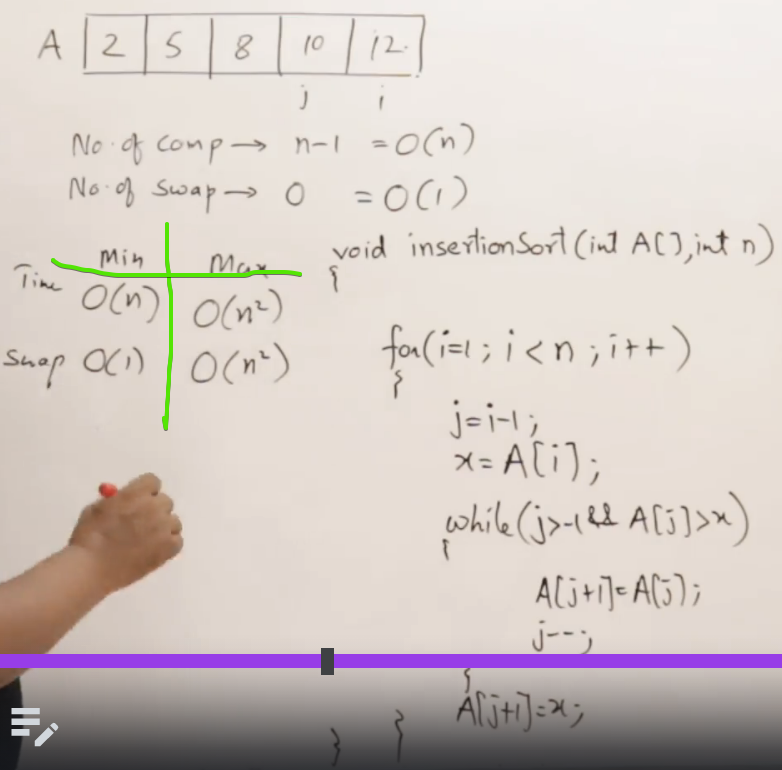 A 2 5 8 10 12
j i
No. of comp → n-1 = O(n)
No. of swap → 0 = O(1)
Min Max
Time O(n) O(n²)
Swap O(1) O(n²)
void insertionSort(int A[], int n)
{
for(i=1; i<n; i++)
{
j=i-1;
x=A[i];
while(j>-1 && A[j]>x)
{
A[j+1]=A[j];
j--;
}
A[j+1]=x;
}
}